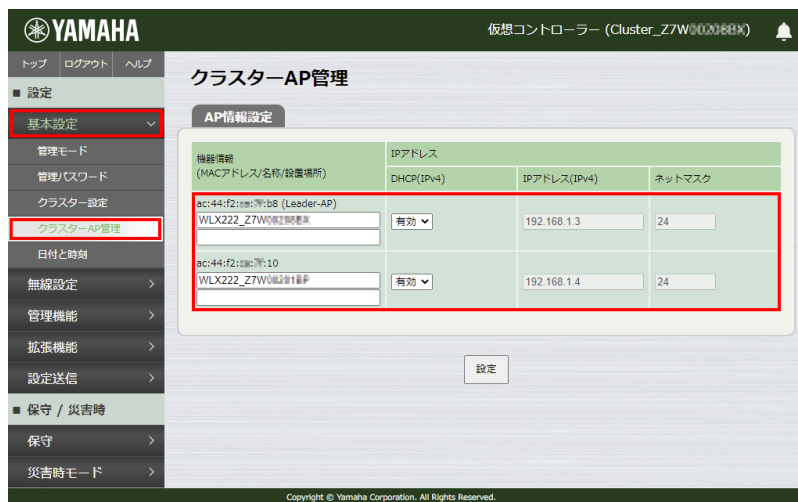 YAMAHA
仮想コントローラー (Cluster_Z7W
トップ ログアウト ヘルプ
■ 設定
基本設定
管理モード
管理パスワード
クラスター設定
クラスターAP管理
日付と時刻
無線設定
管理機能
拡張機能
設定送信
■ 保守 / 災害時
保守
災害時モード
クラスターAP管理
AP情報設定
機器情報
(MACアドレス/名称/設置場所)
IPアドレス
DHCP(IPv4) IPアドレス(IPv4) ネットマスク
ac:44:f2: :b8 (Leader-AP)
WLX222_Z7W 有効 192.168.1.3 24
ac:44:f2: :10
WLX222_Z7W 有効 192.168.1.4 24
設定
Copyright © Yamaha Corporation. All Rights Reserved.